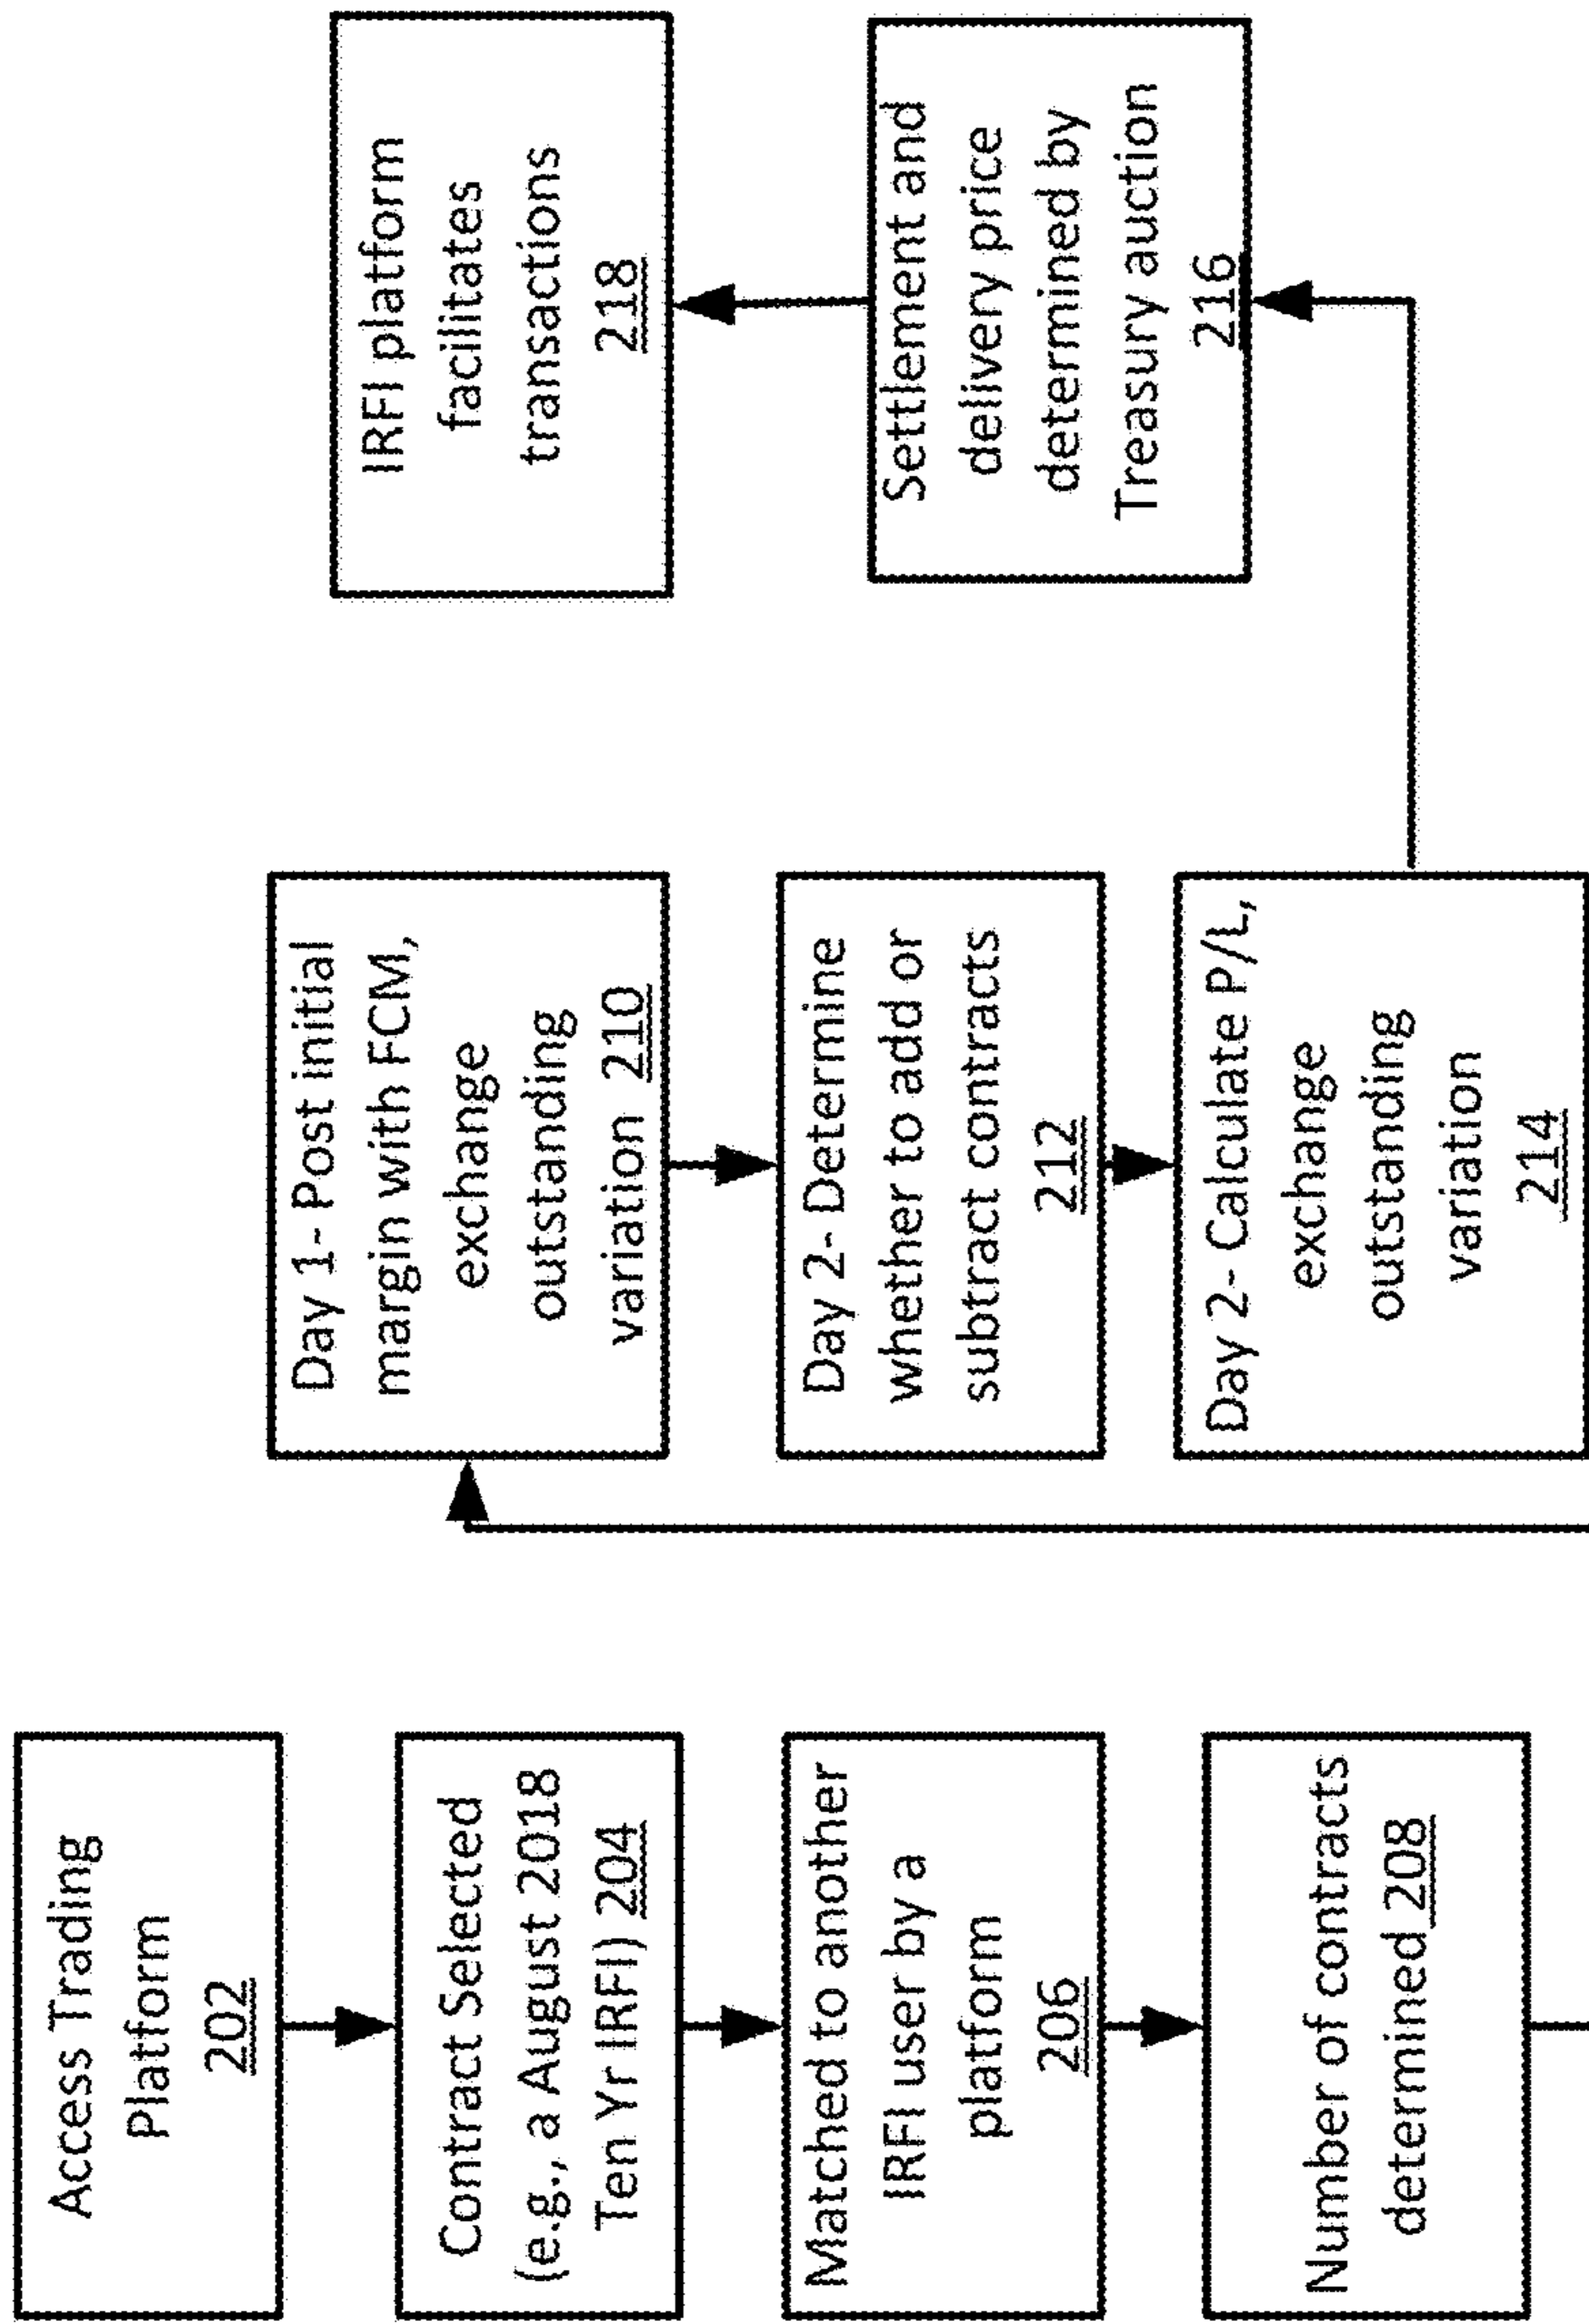 Access Trading
Platform
202
Contract Selected
(e.g., a August 2018
Ten Yr IRFI) 204
Matched to another
IRFI user by a
platform
206
Number of contracts
determined 208
Day 1- Post initial
margin with FCM,
exchange
outstanding
variation 210
Day 2- Determine
whether to add or
subtract contracts
212
Day 2- Calculate P/L,
exchange
outstanding
variation
214
Settlement and
delivery price
determined by
Treasury auction
216
IRFI platform
facilitates
transactions
218